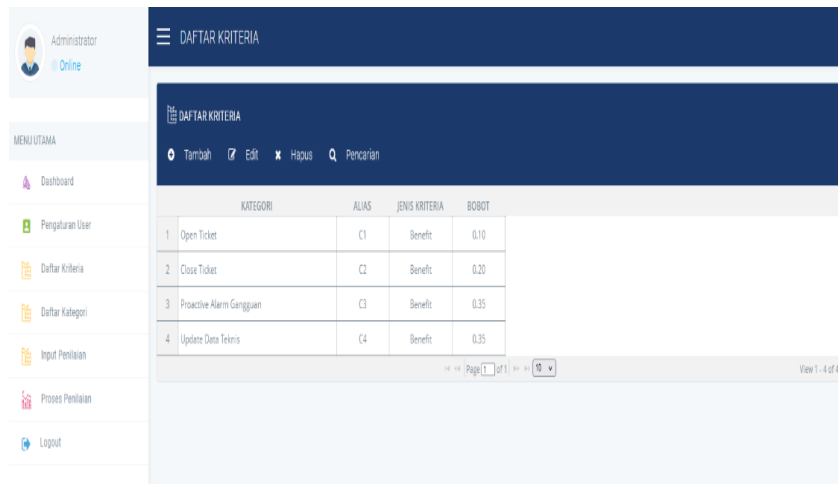 Administrator
Online
MENU UTAMA
Dashboard
Pengaturan User
Daftar Kriteria
Daftar Kategori
Input Penilaian
Proses Penilaian
Logout
DAFTAR KRITERIA
DAFTAR KRITERIA
Tambah Edit Hapus Pencarian
KATEGORI ALIAS JENIS KRITERIA BOBOT
1 Open Ticket C1 Benefit 0.10
2 Close Ticket C2 Benefit 0.20
3 Proactive Alarm Gangguan C3 Benefit 0.35
4 Update Data Teknis C4 Benefit 0.35
Page 1 of 1 10
View 1 - 4 of 4